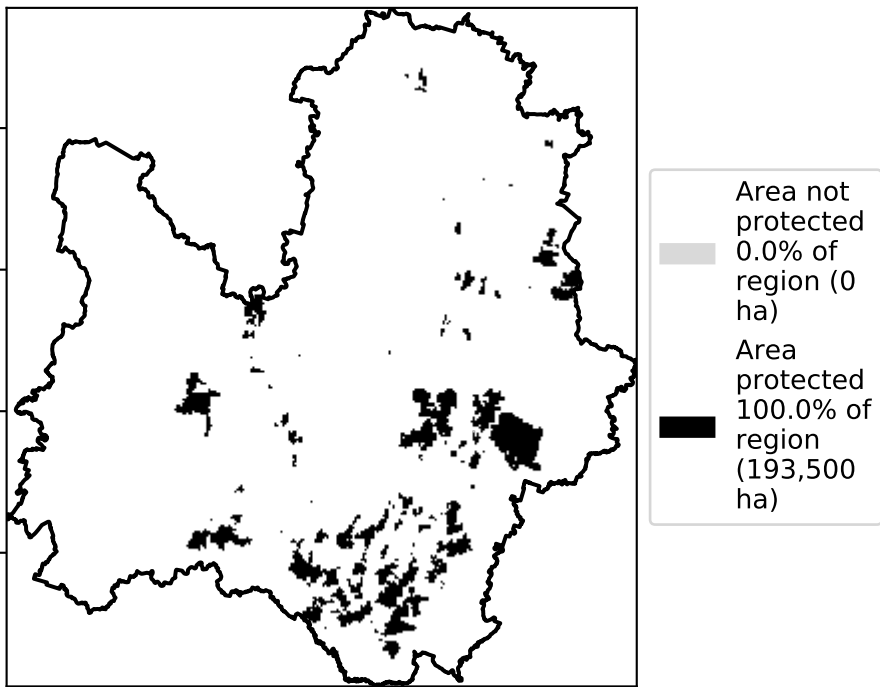 Area not
protected
0.0% of
region (0
ha)
Area
protected
100.0% of
region
(193,500
ha)